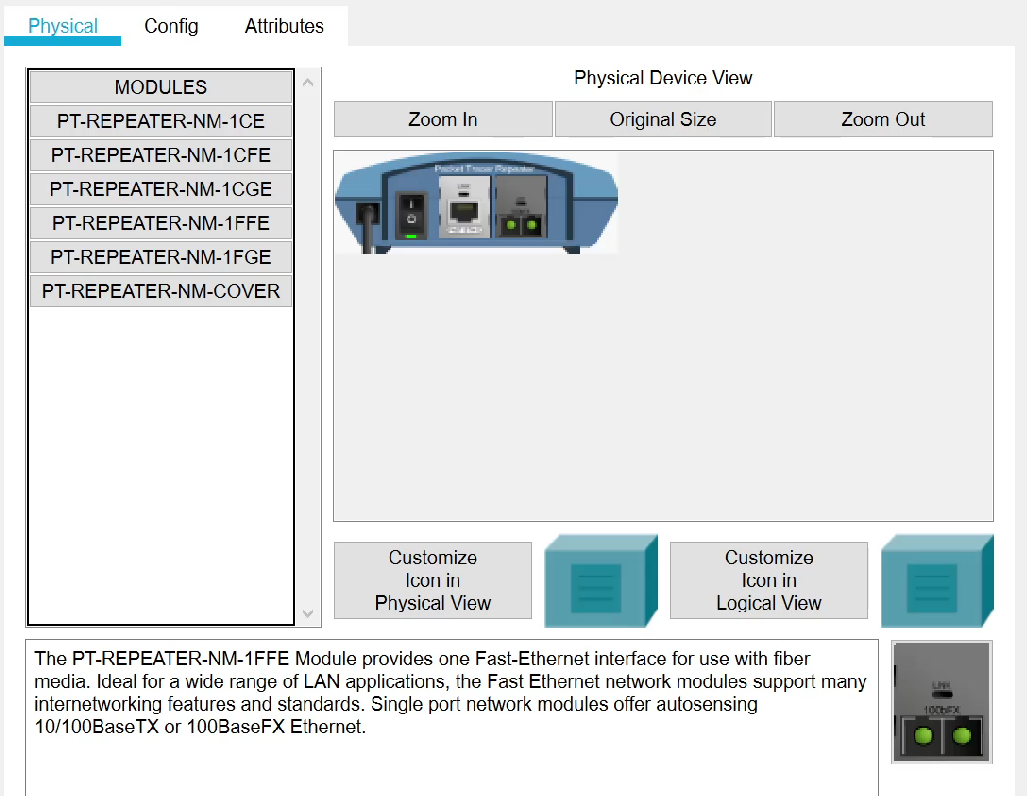 Physical
Config
Attributes
MODULES
PT-REPEATER-NM-1CE
PT-REPEATER-NM-1CFE
PT-REPEATER-NM-1CGE
PT-REPEATER-NM-1FFE
PT-REPEATER-NM-1FGE
PT-REPEATER-NM-COVER
Physical Device View
Zoom In
Original Size
Zoom Out
Packet Tracer Repeater
LINK
Customize
Icon in
Physical View
Customize
Icon in
Logical View
The PT-REPEATER-NM-1FFE Module provides one Fast-Ethernet interface for use with fiber
media. Ideal for a wide range of LAN applications, the Fast Ethernet network modules support many
internetworking features and standards. Single port network modules offer autosensing
10/100BaseTX or 100BaseFX Ethernet.
LINK
100bFX